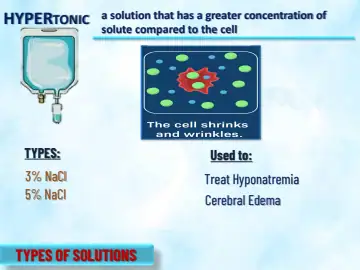 HYPERTONIC
a solution that has a greater concentration of
solute compared to the cell
The cell shrinks
and wrinkles.
TYPES:
3% NaCl
5% NaCl
Used to:
Treat Hyponatremia
Cerebral Edema
TYPES OF SOLUTIONS